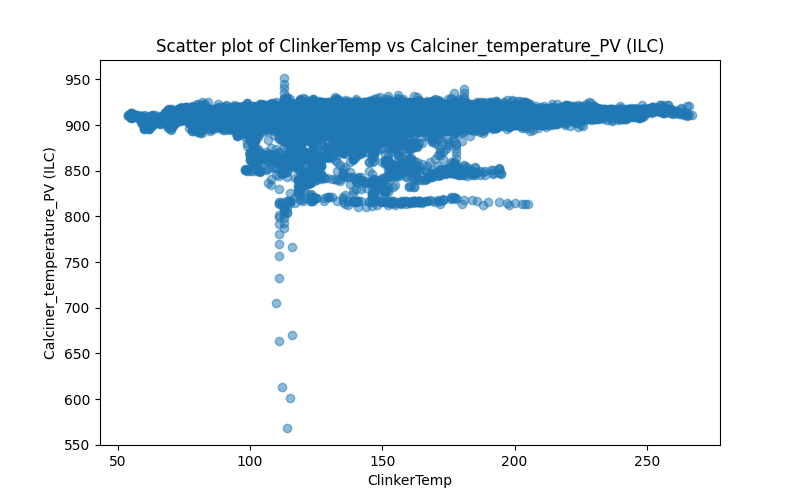 Scatter plot of ClinkerTemp vs Calciner_temperature_PV (ILC)
950
900
850
800
750
700
650
600
550
Calciner_temperature_PV (ILC)
50 100 150 200 250
ClinkerTemp